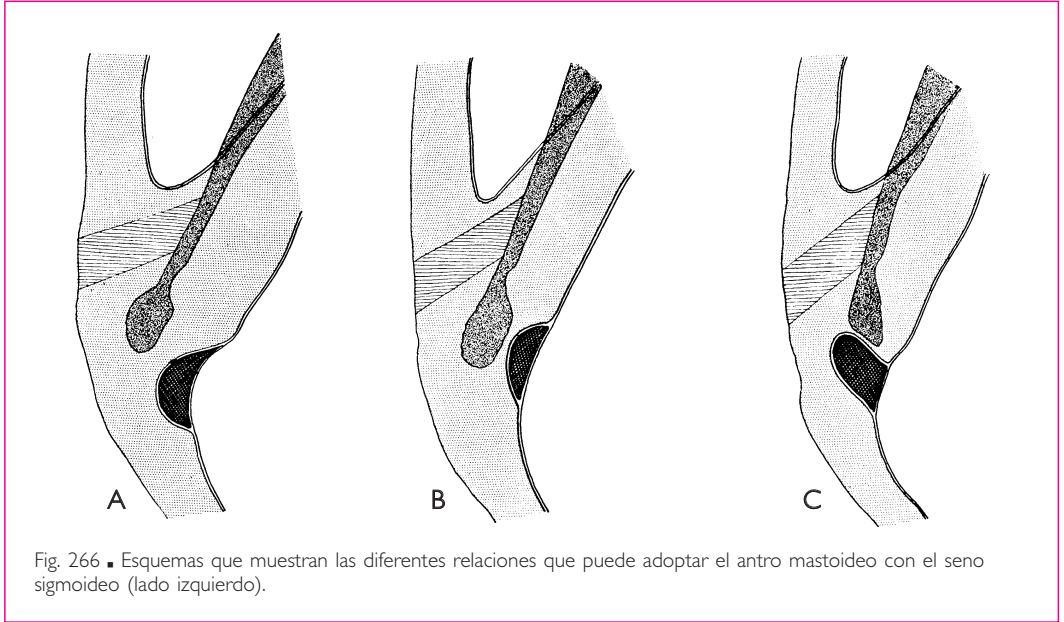 A B C
Fig. 266 ▪ Esquemas que muestran las diferentes relaciones que puede adoptar el antro mastoideo con el seno
sigmoideo (lado izquierdo).